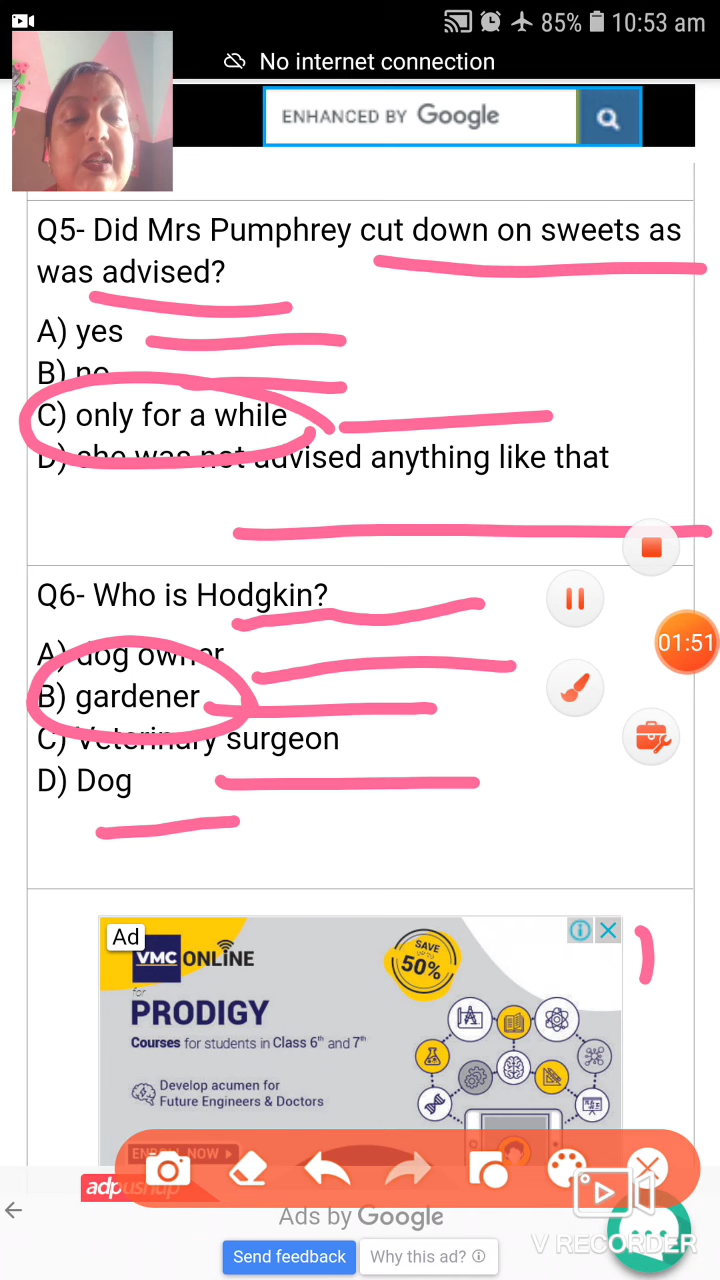 85% 10:53 am
No internet connection
ENHANCED BY Google
Q5- Did Mrs Pumphrey cut down on sweets as
was advised?
A) yes
B) no
C) only for a while
D) she was not advised anything like that
Q6- Who is Hodgkin?
A) dog owner
B) gardener
C) Veterinary surgeon
D) Dog
01:51
Ad
VMC ONLINE
for
PRODIGY
Courses for students in Class 6th and 7th
Develop acumen for
Future Engineers & Doctors
ENROLL NOW
SAVE
UP TO
50%
adpushup
Ads by Google
V RECORDER
Send feedback
Why this ad?